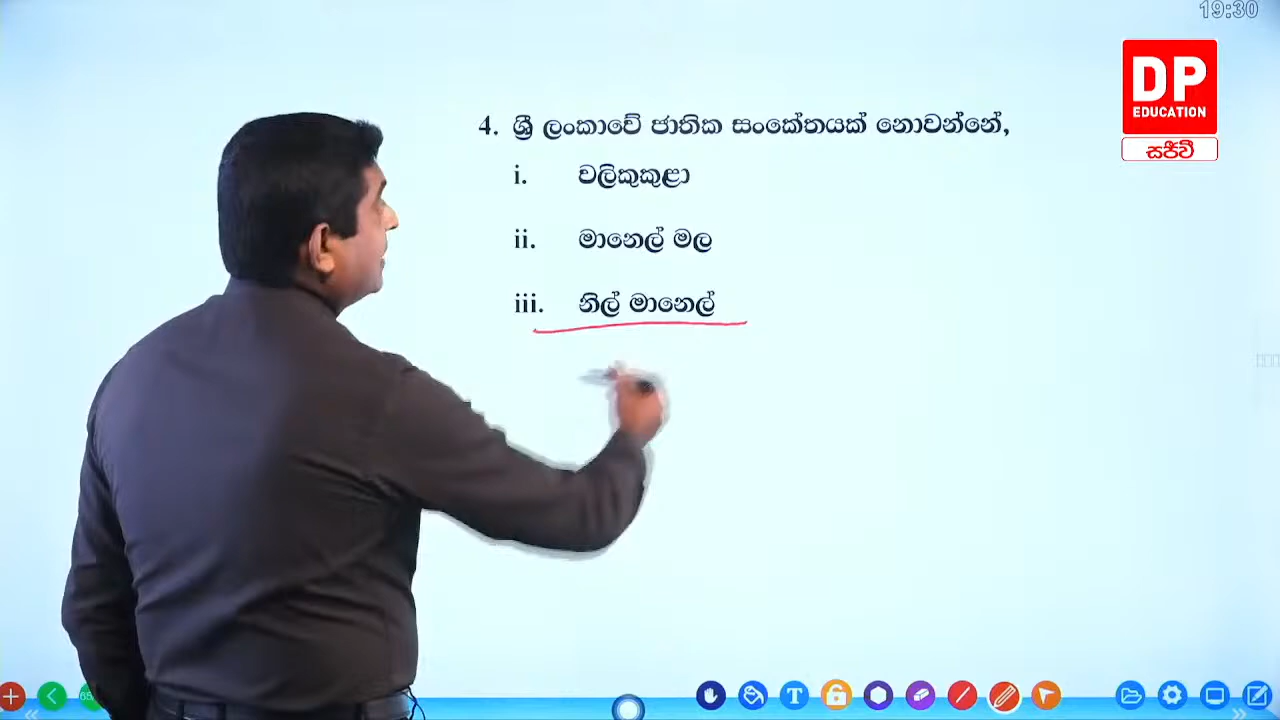 19:30
DP
EDUCATION
සජීවී
4. ශ්‍රී ලංකාවේ ජාතික සංකේතයක් නොවන්නේ,
i. වලිකුකුළා
ii. මානෙල් මල
iii. නිල් මානෙල්